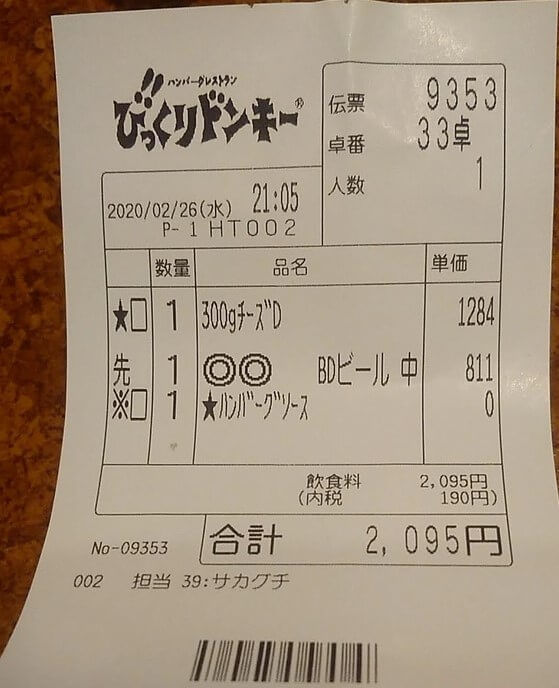 ハンバーグレストラン
びっくりドンキー®
伝票 9353
卓番 33卓
人数 1
2020/02/26(水) 21:05
P- 1 HT002
数量 品名 単価
★□ 1 300gチーズD 1284
先 1 ◎◎ BDビール 中 811
※□ 1 ★ハンバーグソース 0
飲食料 2,095円
(内税 190円)
合計 2,095円
No-09353
002 担当 39:サカグチ